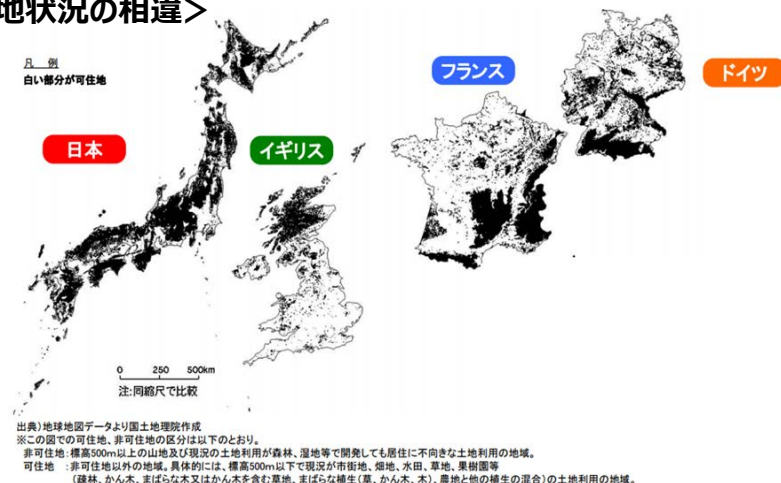 地状況の相違>
凡 例
白い部分が可住地
日本
イギリス
フランス
ドイツ
0 250 500km
注:同縮尺で比較
出典)地球地図データより国土地理院作成
※この図での可住地、非可住地の区分は以下のとおり。
非可住地:標高500m以上の山地及び現況の土地利用が森林、湿地等で開発しても居住に不向きな土地利用の地域。
可住地 :非可住地以外の地域。具体的には、標高500m以下で現況が市街地、畑地、水田、草地、果樹園等
(疎林、かん木、まばらな木又はかん木を含む草地、まばらな植生(草、かん木、木)、農地と他の植生の混合)の土地利用の地域。